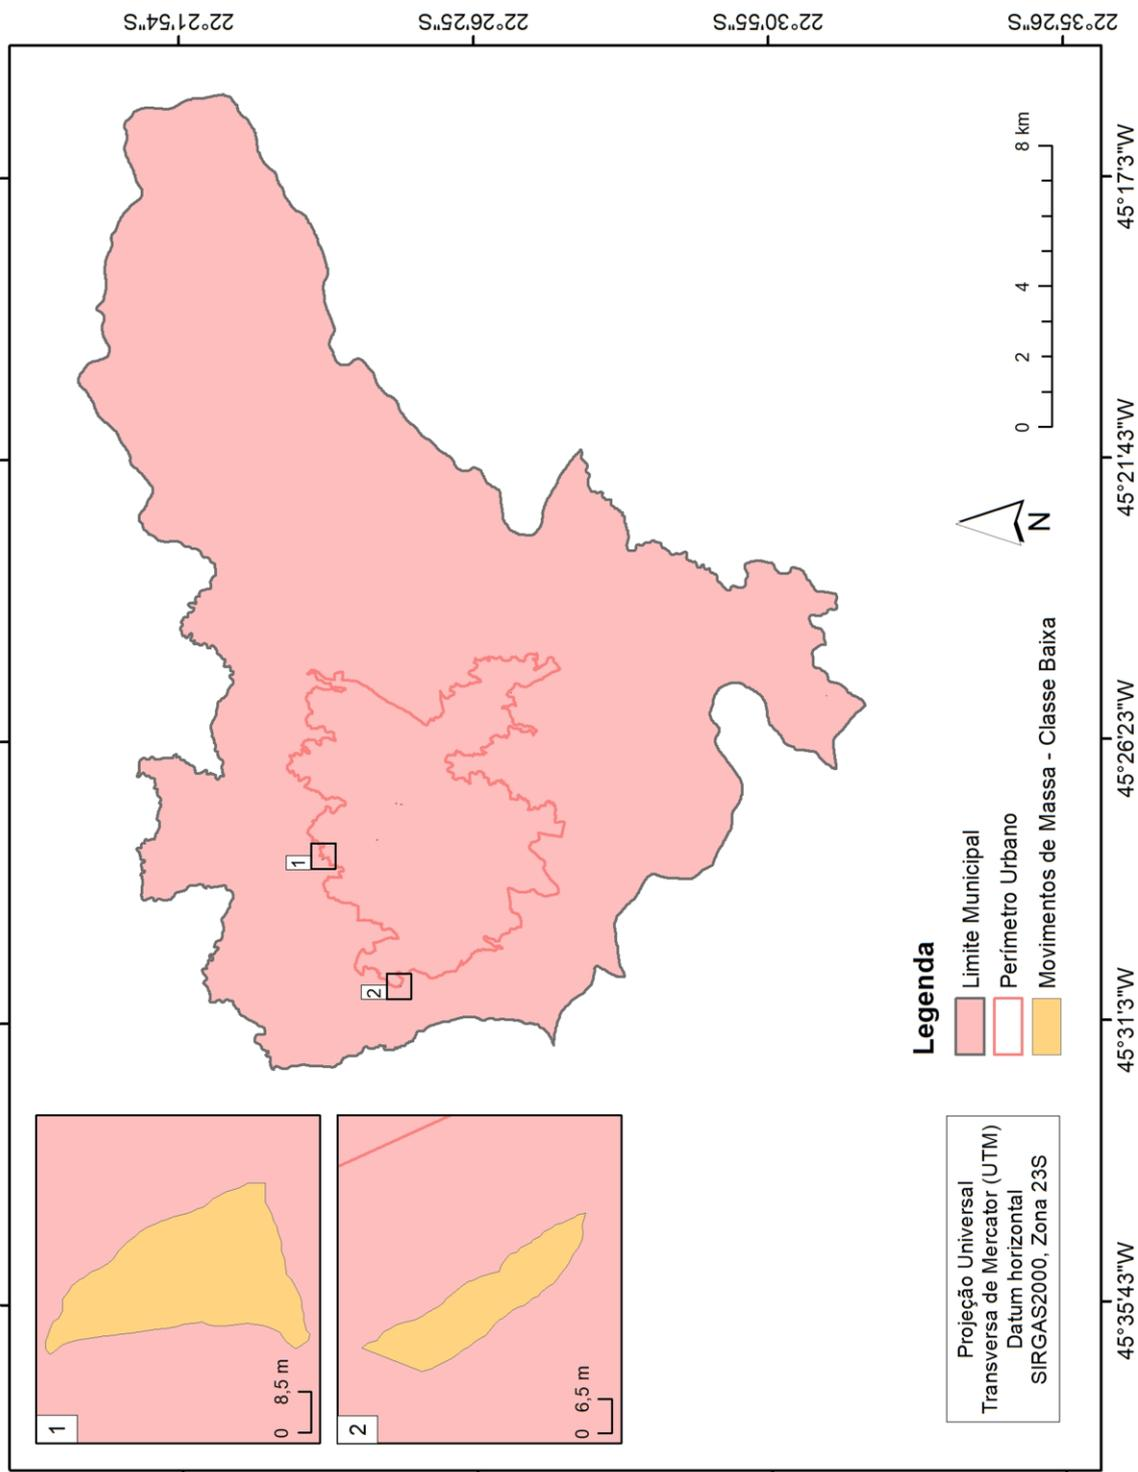 1
0 8,5 m
2
0 6,5 m
1
2
Legenda
Limite Municipal
Perímetro Urbano
Movimentos de Massa - Classe Baixa
N
0 2 4 8 km
Projeção Universal
Transversa de Mercator (UTM)
Datum horizontal
SIRGAS2000, Zona 23S
22°21'54"S
22°26'25"S
22°30'55"S
22°35'26"S
45°35'43"W
45°31'3"W
45°26'23"W
45°21'43"W
45°17'3"W